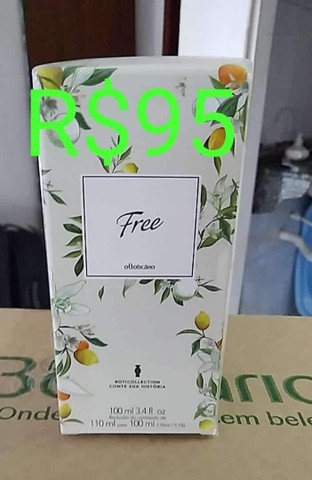 R$95
Free
oBoticário
BOTICOLLECTION
CONTE SUA HISTÓRIA
100 ml 3.4 fl. oz
Redução do conteúdo de
110 ml para 100 ml
Onde
em bele